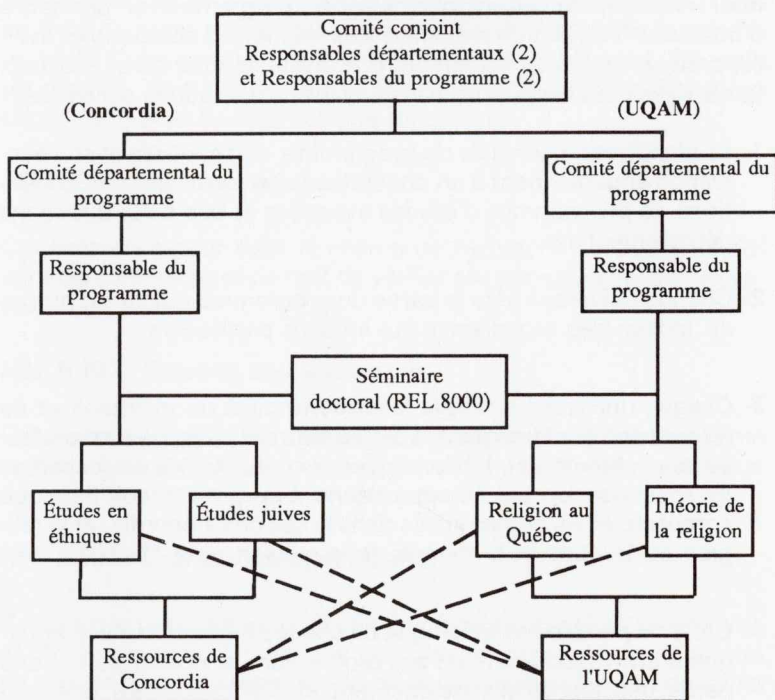 Comité conjoint
Responsables départementaux (2)
et Responsables du programme (2)
(Concordia)
(UQAM)
Comité départemental du
programme
Comité départemental du
programme
Responsable du
programme
Responsable du
programme
Séminaire
doctoral (REL 8000)
Études en
éthiques
Études juives
Religion au
Québec
Théorie de
la religion
Ressources de
Concordia
Ressources de
l'UQAM